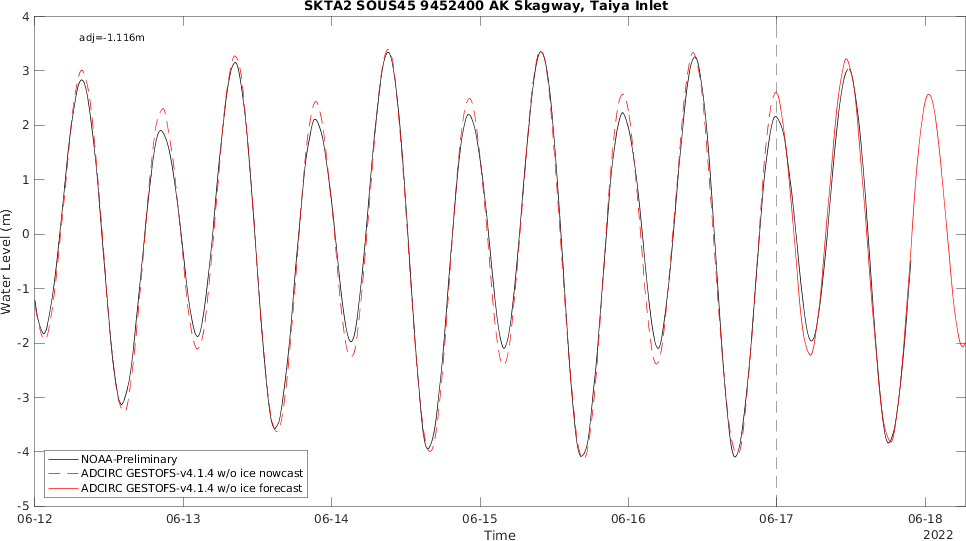 SKTA2 SOUS45 9452400 AK Skagway, Taiya Inlet
adj=-1.116m
4
3
2
1
0
-1
-2
-3
-4
-5
Water Level (m)
NOAA-Preliminary
ADCIRC GESTOFS-v4.1.4 w/o ice nowcast
ADCIRC GESTOFS-v4.1.4 w/o ice forecast
06-12 06-13 06-14 06-15 06-16 06-17 06-18
Time
2022